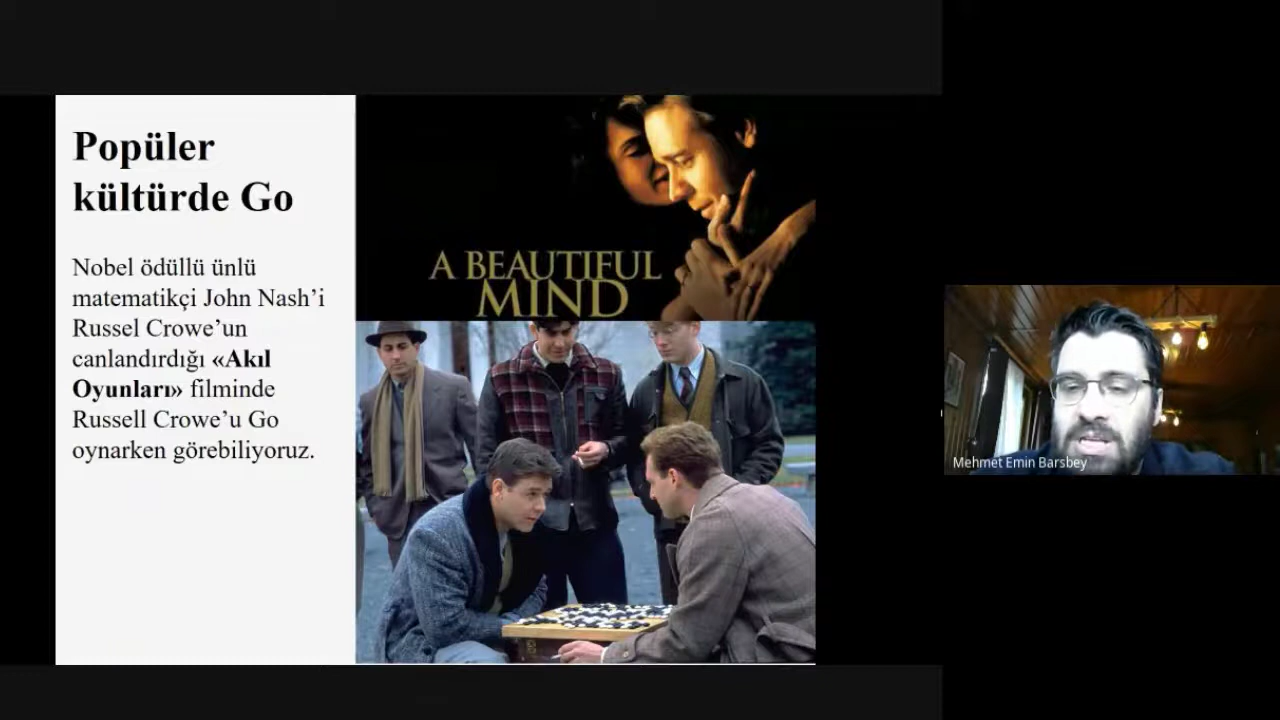 Popüler
kültürde Go
Nobel ödüllü ünlü
matematikçi John Nash’i
Russel Crowe’un
canlandırdığı «Akıl
Oyunları» filminde
Russell Crowe’u Go
oynarken görebiliyoruz.
A BEAUTIFUL
MIND
Mehmet Emin Barsbey